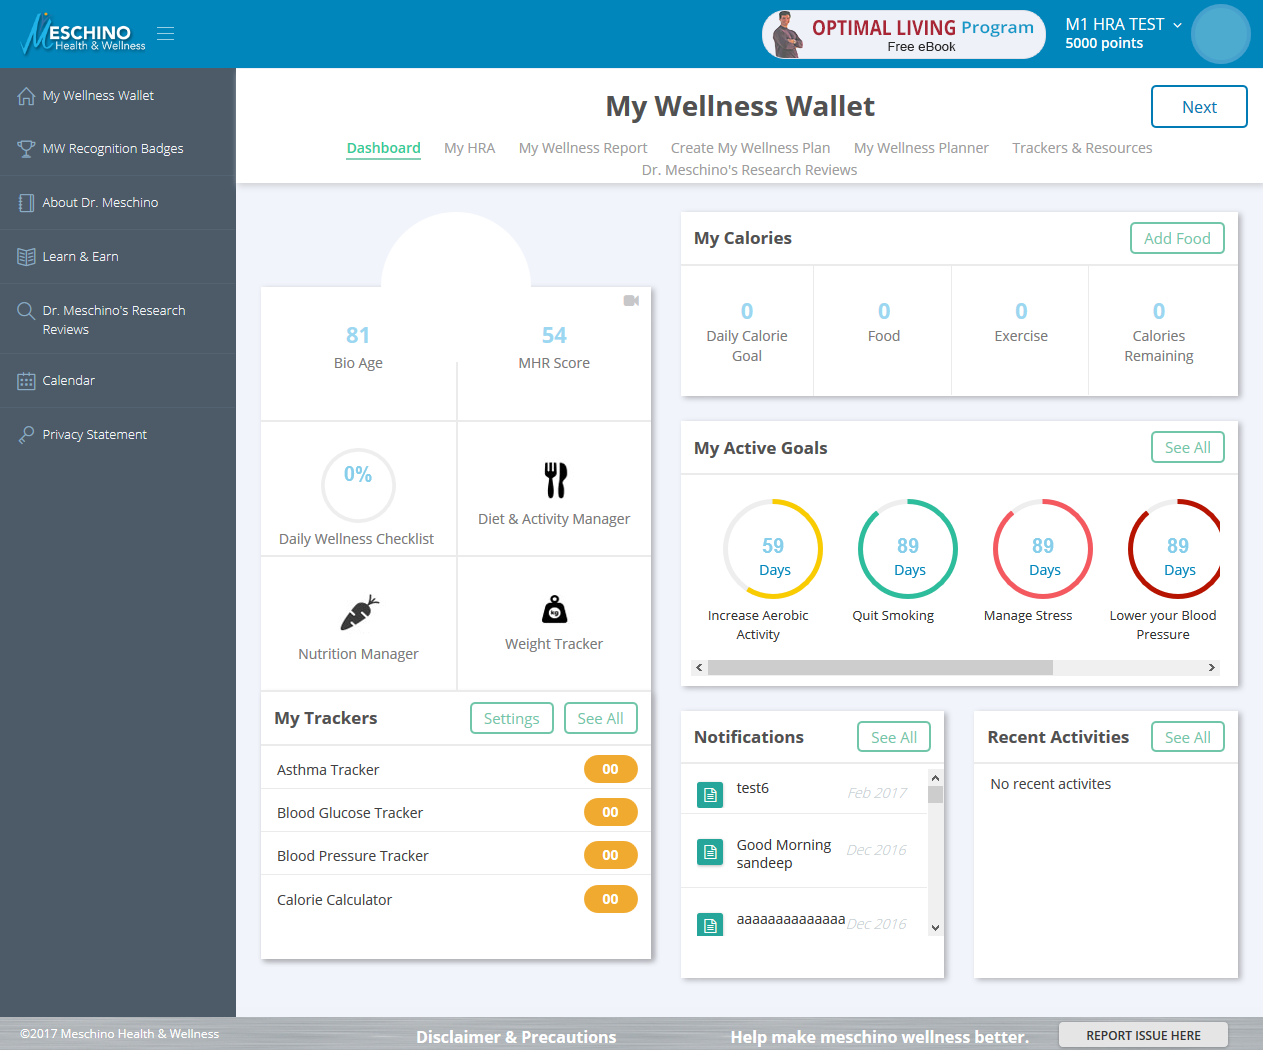 MESCHINO
Health & Wellness
OPTIMAL LIVING Program
Free eBook
M1 HRA TEST
5000 points
My Wellness Wallet
MW Recognition Badges
About Dr. Meschino
Learn & Earn
Dr. Meschino's Research
Reviews
Calendar
Privacy Statement
My Wellness Wallet
Next
Dashboard My HRA My Wellness Report Create My Wellness Plan My Wellness Planner Trackers & Resources
Dr. Meschino's Research Reviews
81
Bio Age
54
MHR Score
0%
Daily Wellness Checklist
Diet & Activity Manager
Nutrition Manager
kg
Weight Tracker
My Trackers
Settings
See All
Asthma Tracker 00
Blood Glucose Tracker 00
Blood Pressure Tracker 00
Calorie Calculator 00
My Calories
Add Food
0
Daily Calorie
Goal
0
Food
0
Exercise
0
Calories
Remaining
My Active Goals
See All
59
Days
Increase Aerobic
Activity
89
Days
Quit Smoking
89
Days
Manage Stress
89
Days
Lower your Blood
Pressure
Notifications
See All
test6 Feb 2017
Good Morning
sandeep
Dec 2016
aaaaaaaaaaaaaa Dec 2016
Recent Activities
See All
No recent activites
©2017 Meschino Health & Wellness
Disclaimer & Precautions
Help make meschino wellness better.
REPORT ISSUE HERE